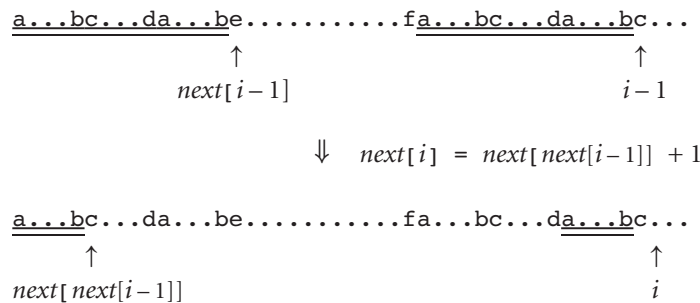 a...bc...da...be...........fa...bc...da...bc...
↑ ↑
next[i – 1] i – 1
⇓ next[i] = next[next[i–1]] + 1
a...bc...da...be...........fa...bc...da...bc...
↑ ↑
next[next[i–1]] i